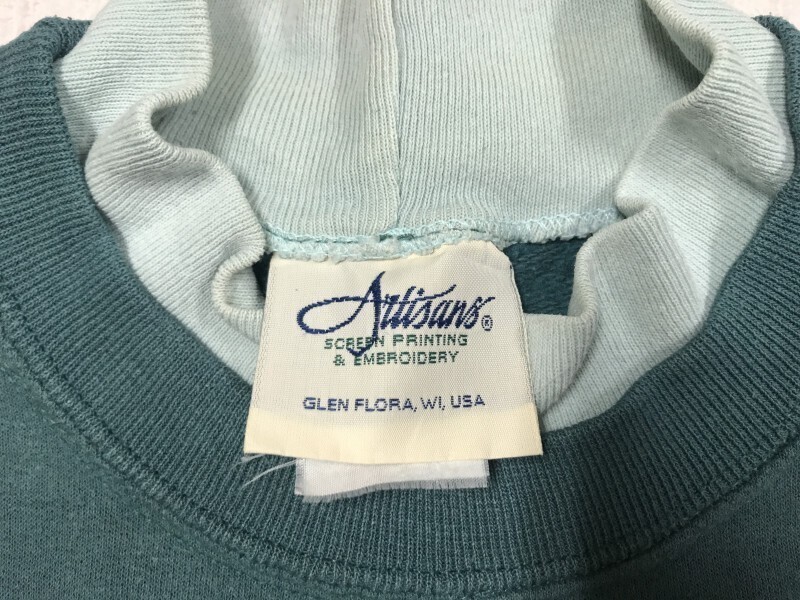 Artisans®
SCREEN PRINTING
& EMBROIDERY
GLEN FLORA, WI, USA